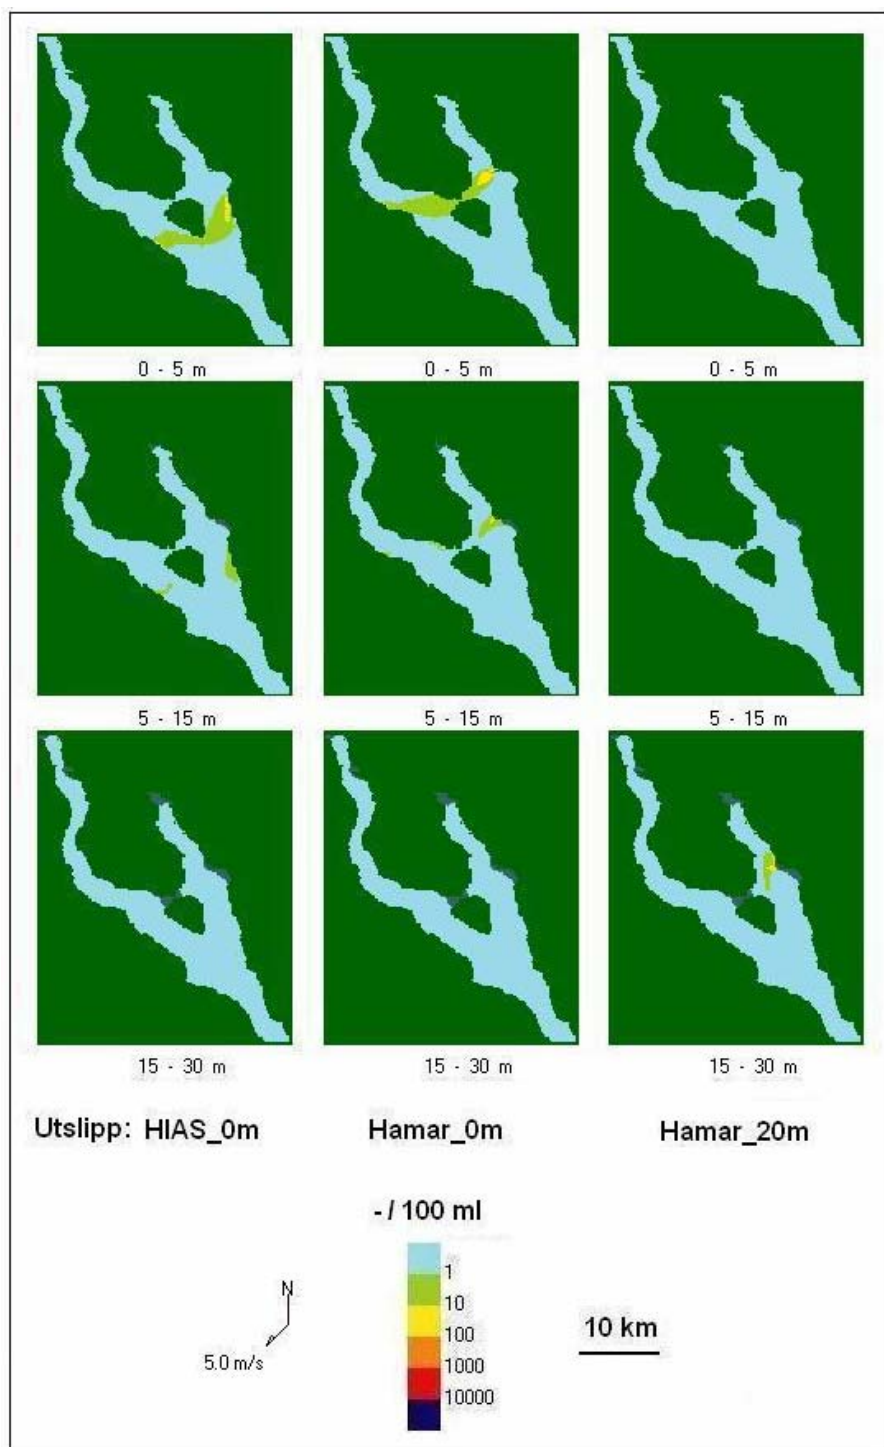 0 - 5 m 0 - 5 m 0 - 5 m
5 - 15 m 5 - 15 m 5 - 15 m
15 - 30 m 15 - 30 m 15 - 30 m
Utslipp: HIAS_0m Hamar_0m Hamar_20m
- / 100 ml
1
10
100
1000
10000
N
5.0 m/s
10 km